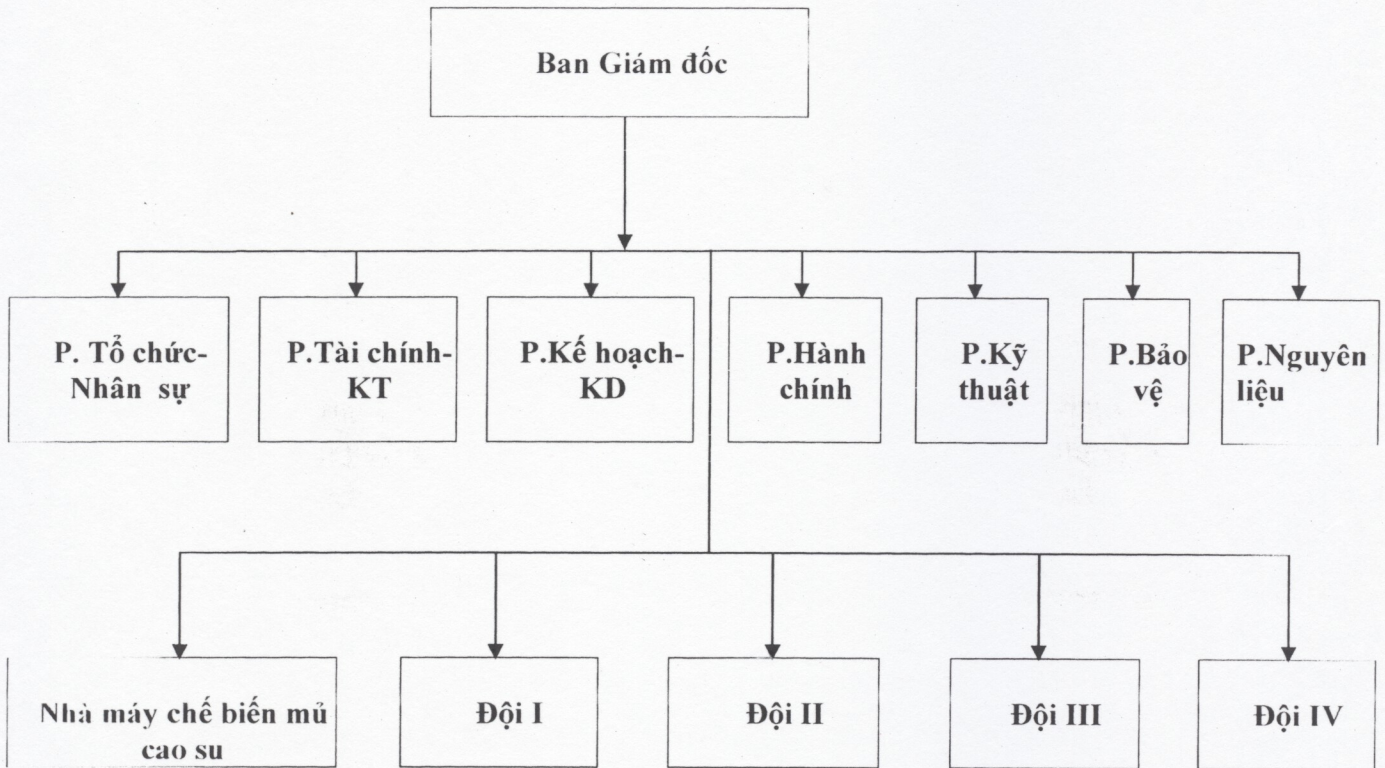 Ban Giám đốc
P. Tổ chức-
Nhân sự
P.Tài chính-
KT
P.Kế hoạch-
KD
P.Hành
chính
P.Kỹ
thuật
P.Bảo
vệ
P.Nguyên
liệu
Nhà máy chế biến mủ
cao su
Đội I
Đội II
Đội III
Đội IV